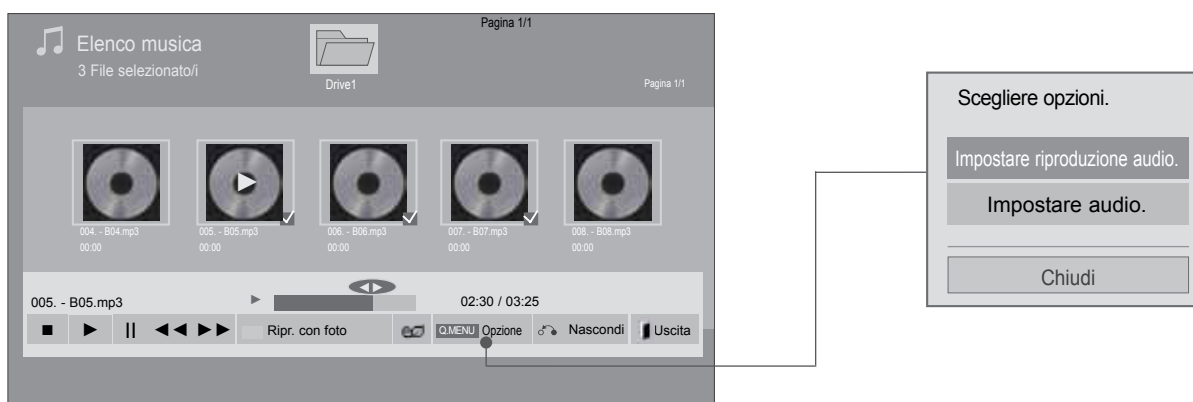 Pagina 1/1
Elenco musica
3 File selezionato/i
Drive1
Pagina 1/1
004. - B04.mp3
00:00
005. - B05.mp3
00:00
006. - B06.mp3
00:00
007. - B07.mp3
00:00
008. - B08.mp3
00:00
005. - B05.mp3
02:30 / 03:25
Ripr. con foto
Q.MENU Opzione
Nascondi
Uscita
Scegliere opzioni.
Impostare riproduzione audio.
Impostare audio.
Chiudi